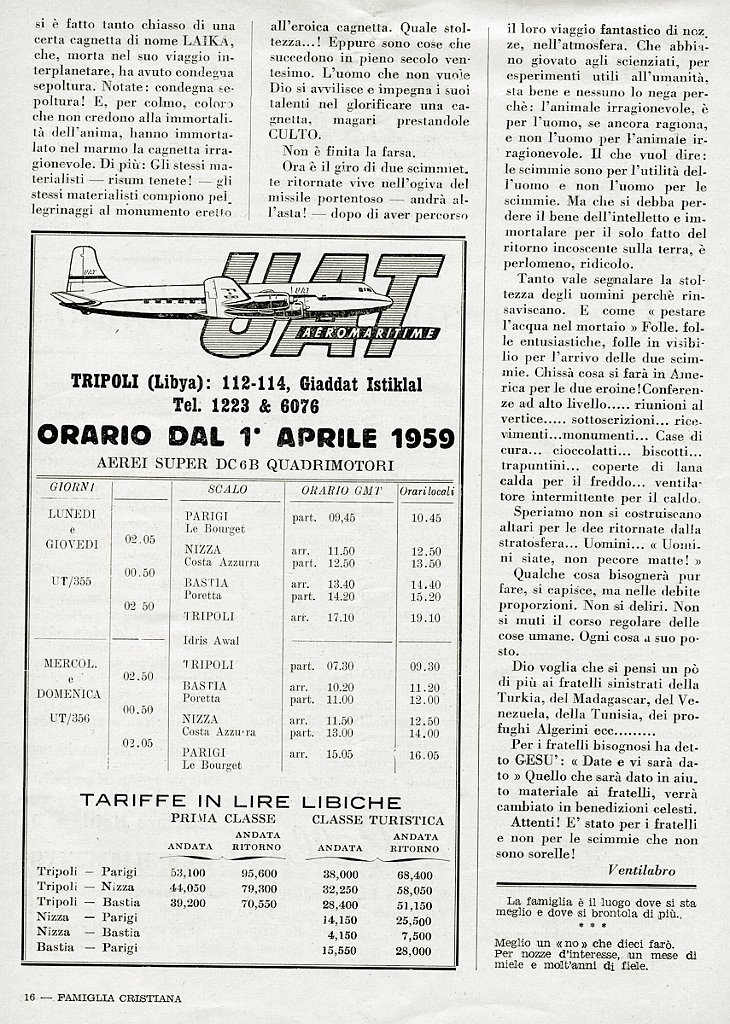 si è fatto tanto chiasso di una
certa cagnetta di nome LAIKA,
che, morta nel suo viaggio in-
terplanetare, ha avuto condegna
sepoltura. Notate: condegna se-
poltura! E, per colmo, coloro
che non credono alla immortali-
tà dell'anima, hanno immorta-
lato nel marmo la cagnetta irra-
gionevole. Di più: Gli stessi ma-
terialisti — risum tenete! — gli
stessi materialisti compiono pel-
legrinaggi al monumento eretto
all'eroica cagnetta. Quale stol-
tezza...! Eppure sono cose che
succedono in pieno secolo ven-
tesimo. L'uomo che non vuole
Dio si avvilisce e impegna i suoi
talenti nel glorificare una ca-
gnetta, magari prestandole
CULTO.
Non è finita la farsa.
Ora è il giro di due scimmiet-
te ritornate vive nell'ogiva del
missile portentoso — andrà al-
l'asta! — dopo di aver percorso
il loro viaggio fantastico di noz-
ze, nell'atmosfera. Che abbia-
no giovato agli scienziati, per
esperimenti utili all'umanità,
sta bene e nessuno lo nega per-
chè: l'animale irragionevole, è
per l'uomo, se ancora ragiona,
e non l'uomo per l'animale ir-
ragionevole. Il che vuol dire:
le scimmie sono per l'utilità del-
l'uomo e non l'uomo per le
scimmie. Ma che si debba per-
dere il bene dell'intelletto e im-
mortalare per il solo fatto del
ritorno incosciente sulla terra, è
perlomeno, ridicolo.
Tanto vale segnalare la stol-
tezza degli uomini perchè rin-
saviscano. E come « pestare
l'acqua nel mortaio » Folle. fol-
le entusiastiche, folle in visibi-
lio per l'arrivo delle due scim-
mie. Chissà cosa si farà in Ame-
rica per le due eroine! Conferen-
ze ad alto livello..... riunioni al
vertice..... sottoscrizioni... rice-
vimenti...monumenti... Case di
cura... cioccolatti... biscotti...
trapuntini... coperte di lana
calda per il freddo... ventila-
tore intermittente per il caldo.
Speriamo non si costruiscano
altari per le dee ritornate dalla
stratosfera... Uomini... « Uomi-
ni siate, non pecore matte! »
Qualche cosa bisognerà pur
fare, si capisce, ma nelle debite
proporzioni. Non si deliri. Non
si muti il corso regolare delle
cose umane. Ogni cosa a suo po-
sto.
Dio voglia che si pensi un pò
di più ai fratelli sinistrati della
Turkia, del Madagascar, del Ve-
nezuela, della Tunisia, dei pro-
fughi Algerini ecc.........
Per i fratelli bisognosi ha det-
to GESU': « Date e vi sarà da-
to » Quello che sarà dato in aiu-
to materiale ai fratelli, verrà
cambiato in benedizioni celesti.
Attenti! E' stato per i fratelli
e non per le scimmie che non
sono sorelle!
Ventilabro
La famiglia è il luogo dove si sta
meglio e dove si brontola di più.
* * *
Meglio un « no » che dieci farò.
Per nozze d'interesse, un mese di
miele e molt'anni di fiele.
UAT
UAT
UAT
AEROMARITIME
TRIPOLI (Libya): 112-114, Giaddat Istiklal
Tel. 1223 & 6076
ORARIO DAL 1° APRILE 1959
AEREI SUPER DC6B QUADRIMOTORI
GIORNI SCALO ORARIO GMT Orari locali
LUNEDI PARIGI part. 09,45 10.45
e Le Bourget
GIOVEDI 02.05
NIZZA arr. 11.50 12.50
Costa Azzurra part. 12.50 13.50
00.50
UT/355 BASTIA arr. 13.40 14.40
Poretta part. 14.20 15.20
02 50
TRIPOLI arr. 17.10 19.10
Idris Awal
MERCOL. TRIPOLI part. 07.30 09.30
e 02.50
DOMENICA BASTIA arr. 10.20 11.20
Poretta part. 11.00 12.00
00.50
UT/356 NIZZA arr. 11.50 12.50
Costa Azzurra part. 13.00 14.00
02.05
PARIGI arr. 15.05 16.05
Le Bourget
TARIFFE IN LIRE LIBICHE
PRIMA CLASSE CLASSE TURISTICA
ANDATA ANDATA RITORNO ANDATA ANDATA RITORNO
Tripoli — Parigi 53,100 95,600 38,000 68,400
Tripoli — Nizza 44,050 79,300 32,250 58,050
Tripoli — Bastia 39,200 70,550 28,400 51,150
Nizza — Parigi 14,150 25,500
Nizza — Bastia 4,150 7,500
Bastia — Parigi 15,550 28,000
16 — FAMIGLIA CRISTIANA